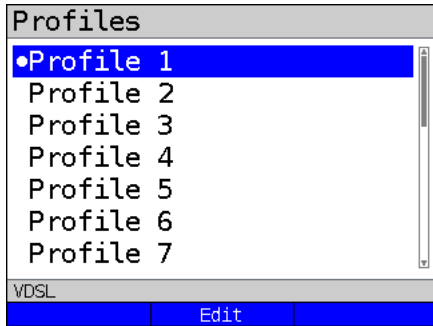 Profiles
•Profile 1
Profile 2
Profile 3
Profile 4
Profile 5
Profile 6
Profile 7
VDSL
Edit